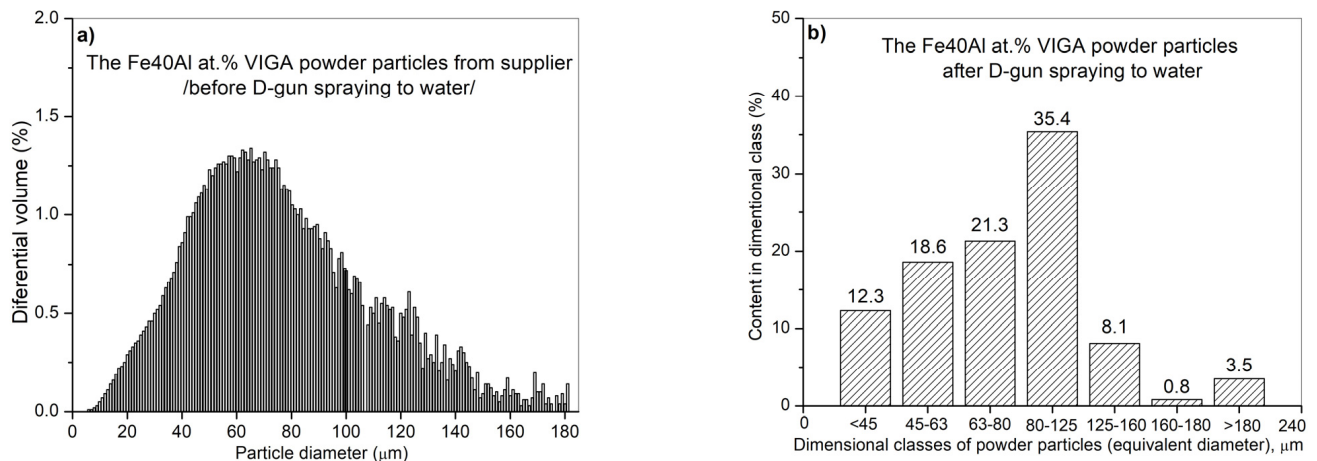 a)
The Fe40Al at.% VIGA powder particles from supplier
/before D-gun spraying to water/
Diferential volume (%)
2.0
1.5
1.0
0.5
0.0
0 20 40 60 80 100 120 140 160 180
Particle diameter (μm)
b)
The Fe40Al at.% VIGA powder particles
after D-gun spraying to water
Content in dimentional class (%)
50
40
30
20
10
0
12.3
18.6
21.3
35.4
8.1
0.8
3.5
0 <45 45-63 63-80 80-125 125-160 160-180 >180 240
Dimensional classes of powder particles (equivalent diameter), μm